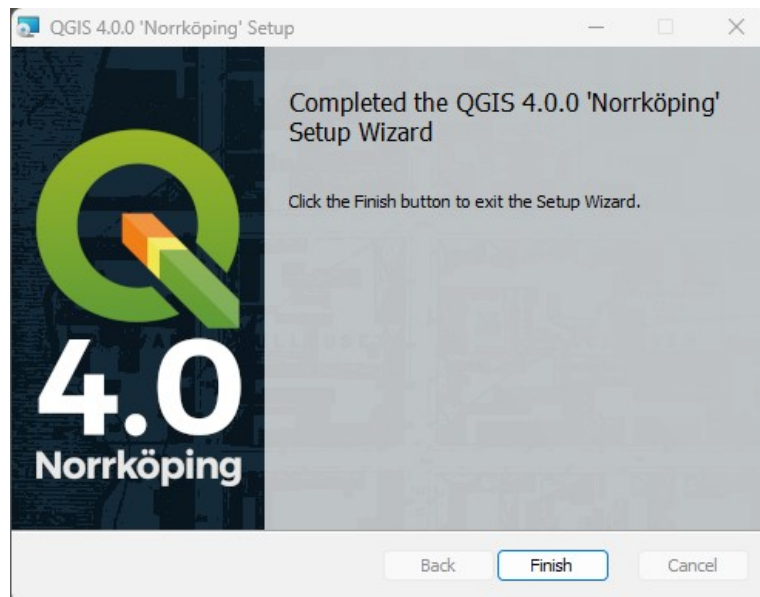 QGIS 4.0.0 'Norrköping' Setup
Completed the QGIS 4.0.0 'Norrköping'
Setup Wizard
Click the Finish button to exit the Setup Wizard.
4.0
Norrköping
Back
Finish
Cancel